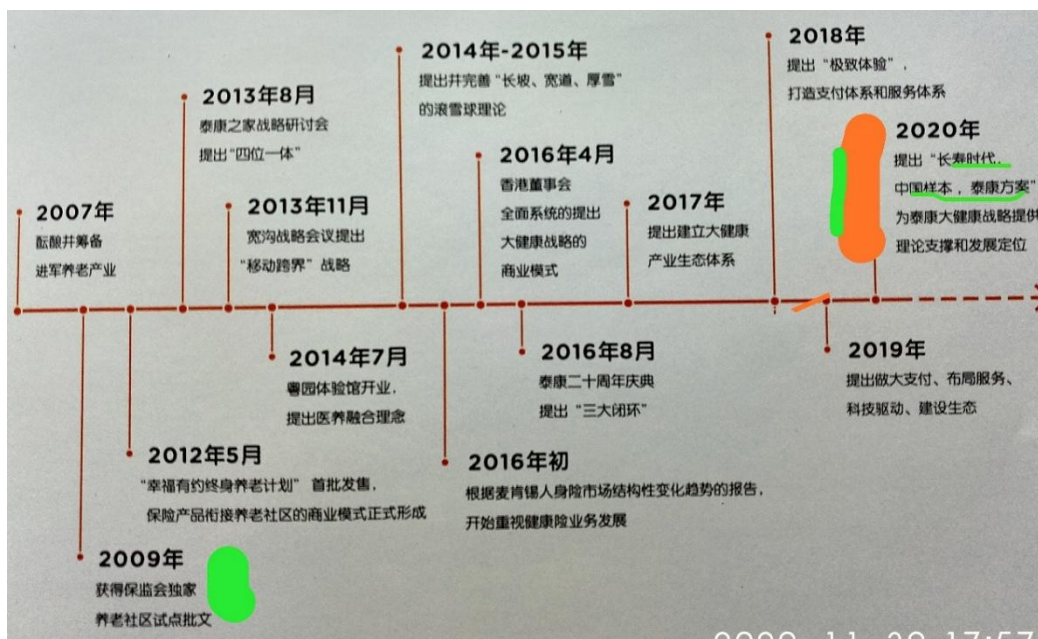 2007年
酝酿并筹备
进军养老产业
2009年
获得保监会独家
养老社区试点批文
2012年5月
“幸福有约终身养老计划” 首批发售,
保险产品衔接养老社区的商业模式正式形成
2013年8月
泰康之家战略研讨会
提出“四位一体”
2013年11月
宽沟战略会议提出
“移动跨界” 战略
2014年7月
粤园体验馆开业,
提出医养融合理念
2014年-2015年
提出并完善“长坡、宽道、厚雪”
的滚雪球理论
2016年初
根据麦肯锡人身险市场结构性变化趋势的报告,
开始重视健康险业务发展
2016年4月
香港董事会
全面系统的提出
大健康战略的
商业模式
2016年8月
泰康二十周年庆典
提出 “三大闭环”
2017年
提出建立大健康
产业生态体系
2018年
提出 “极致体验” ,
打造支付体系和服务体系
2019年
提出做大支付、布局服务、
科技驱动、建设生态
2020年
提出 “长寿时代,
中国样本, 泰康方案”
为泰康大健康战略提供
理论支撑和发展定位